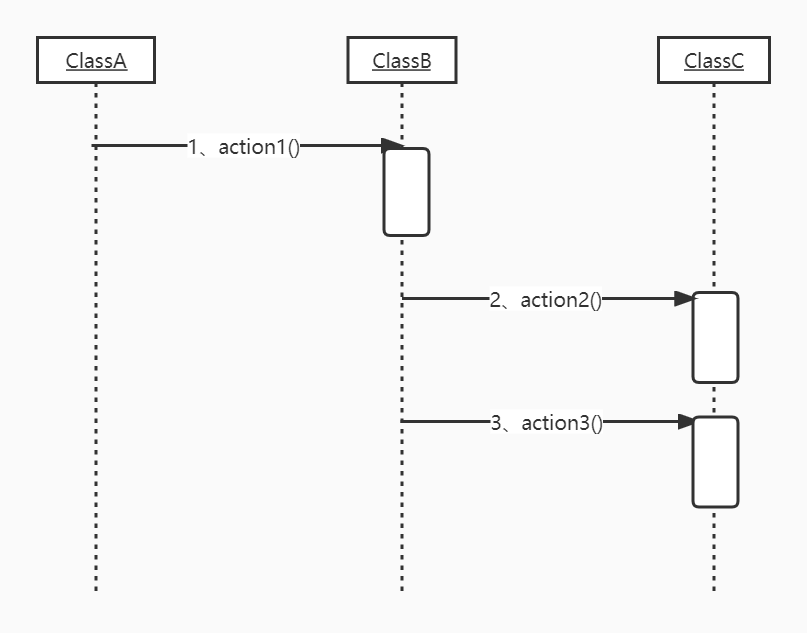 ClassA
ClassB
ClassC
1、action1()
2、action2()
3、action3()